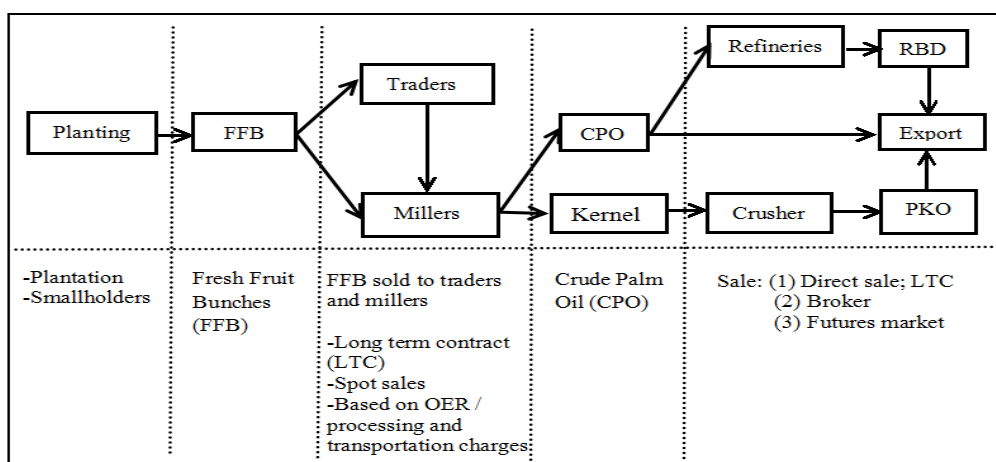 Planting
FFB
Traders
Millers
CPO
Kernel
Refineries
RBD
Export
Crusher
PKO
-Plantation
-Smallholders
Fresh Fruit
Bunches
(FFB)
FFB sold to traders
and millers
-Long term contract
(LTC)
-Spot sales
-Based on OER /
processing and
transportation charges
Crude Palm
Oil (CPO)
Sale: (1) Direct sale; LTC
(2) Broker
(3) Futures market